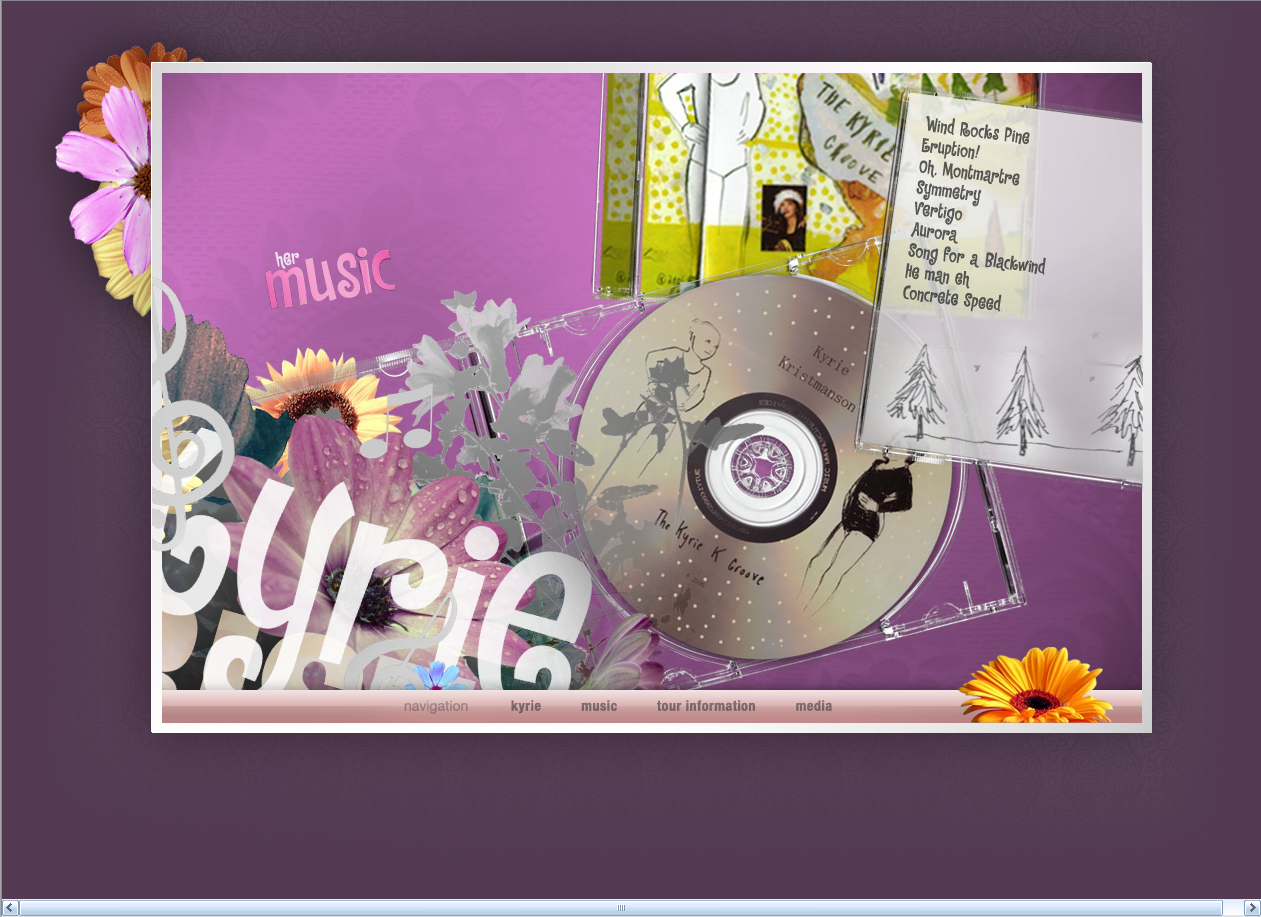 her
music
THE KYRIE
GROOVE
Wind Rocks Pine
Eruption!
Oh, Montmartre
Symmetry
Vertigo
Aurora
Song for a Blackwind
He man eh
Concrete Speed
Kyrie
Kristmanson
The Kyrie K Groove
kyrie
navigation kyrie music tour information media